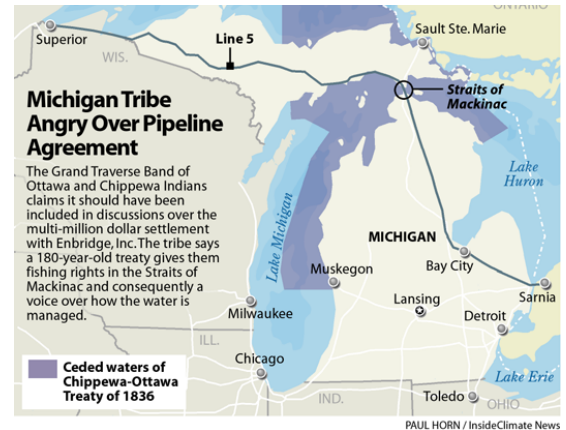 ONTARIO
Superior
Line 5
Sault Ste. Marie
WIS.
Straits of
Mackinac
Michigan Tribe
Angry Over Pipeline
Agreement
The Grand Traverse Band of
Ottawa and Chippewa Indians
claims it should have been
included in discussions over the
multi-million dollar settlement
with Enbridge, Inc. The tribe says
a 180-year-old treaty gives them
fishing rights in the Straits of
Mackinac and consequently a
voice over how the water is
managed.
Lake
Huron
Lake Michigan
MICHIGAN
Bay City
Muskegon
Sarnia
Lansing
Detroit
Milwaukee
ILL.
Chicago
Lake Erie
IND.
Toledo
OHIO
Ceded waters of
Chippewa-Ottawa
Treaty of 1836
PAUL HORN / InsideClimate News